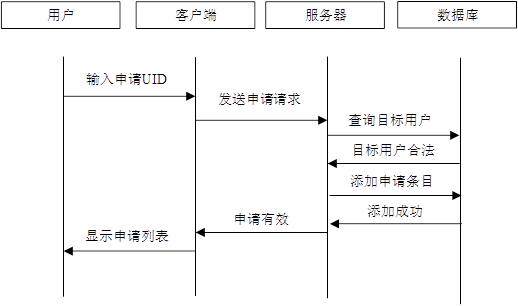 用户
客户端
服务器
数据库
输入申请UID
发送申请请求
查询目标用户
目标用户合法
添加申请条目
添加成功
申请有效
显示申请列表